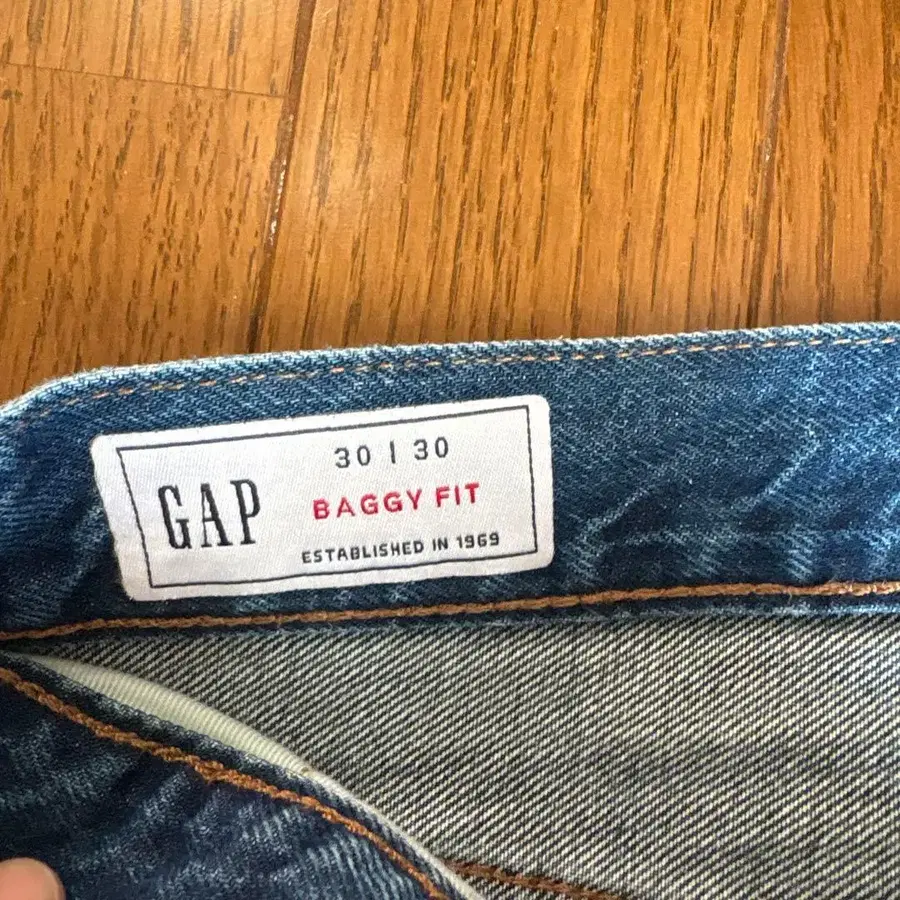 GAP
30 | 30
BAGGY FIT
ESTABLISHED IN 1969